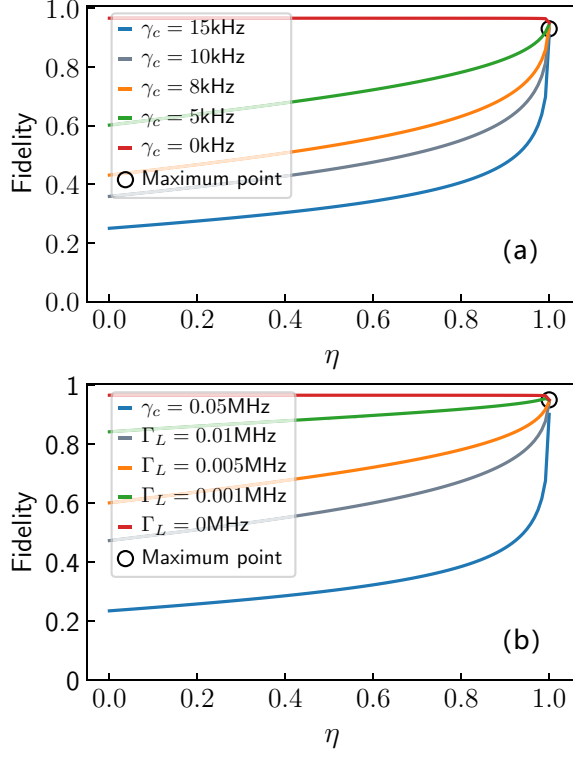 1.0
0.8
0.6
0.4
0.2
0.0
Fidelity
γc = 15kHz
γc = 10kHz
γc = 8kHz
γc = 5kHz
γc = 0kHz
Maximum point
(a)
0.0 0.2 0.4 0.6 0.8 1.0
η
1
0.8
0.6
0.4
0.2
0
Fidelity
γc = 0.05MHz
ΓL = 0.01MHz
ΓL = 0.005MHz
ΓL = 0.001MHz
ΓL = 0MHz
Maximum point
(b)
0.0 0.2 0.4 0.6 0.8 1.0
η